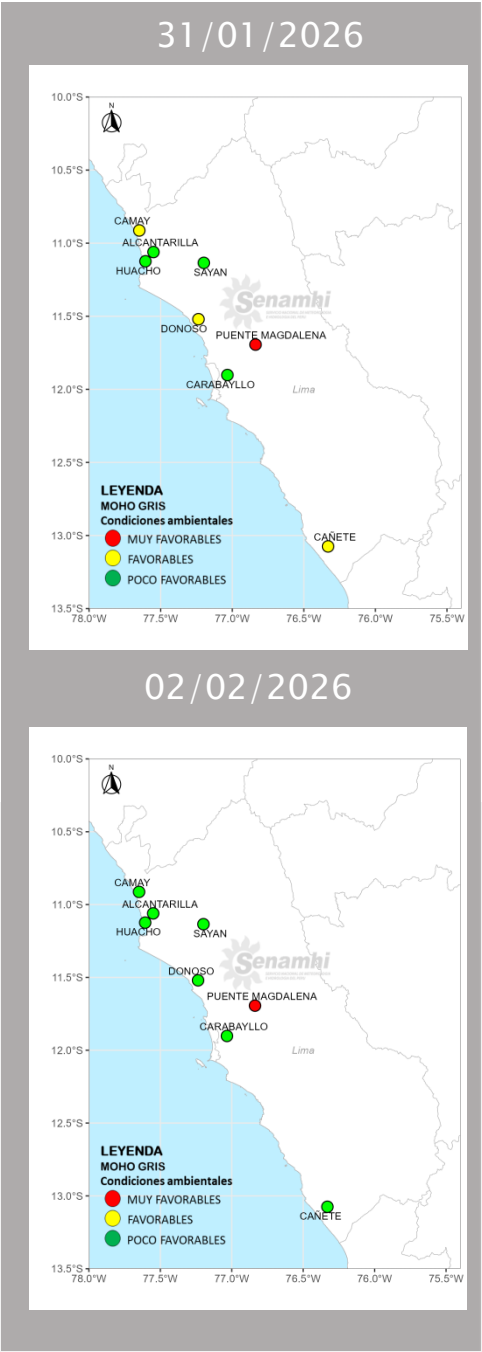 31/01/2026
10.0°S
N
10.5°S
CAMAY
11.0°S
ALCANTARILLA
HUACHO
SAYAN
Senamhi
11.5°S
DONOSO
PUENTE MAGDALENA
12.0°S
CARABAYLLO
Lima
12.5°S
LEYENDA
MOHO GRIS
Condiciones ambientales
13.0°S
CAÑETE
MUY FAVORABLES
FAVORABLES
POCO FAVORABLES
13.5°S
78.0°W 77.5°W 77.0°W 76.5°W 76.0°W 75.5°W
02/02/2026
10.0°S
N
10.5°S
CAMAY
11.0°S
ALCANTARILLA
HUACHO
SAYAN
Senamhi
11.5°S
DONOSO
PUENTE MAGDALENA
CARABAYLLO
12.0°S
Lima
12.5°S
LEYENDA
MOHO GRIS
Condiciones ambientales
13.0°S
MUY FAVORABLES
CAÑETE
FAVORABLES
POCO FAVORABLES
13.5°S
78.0°W 77.5°W 77.0°W 76.5°W 76.0°W 75.5°W